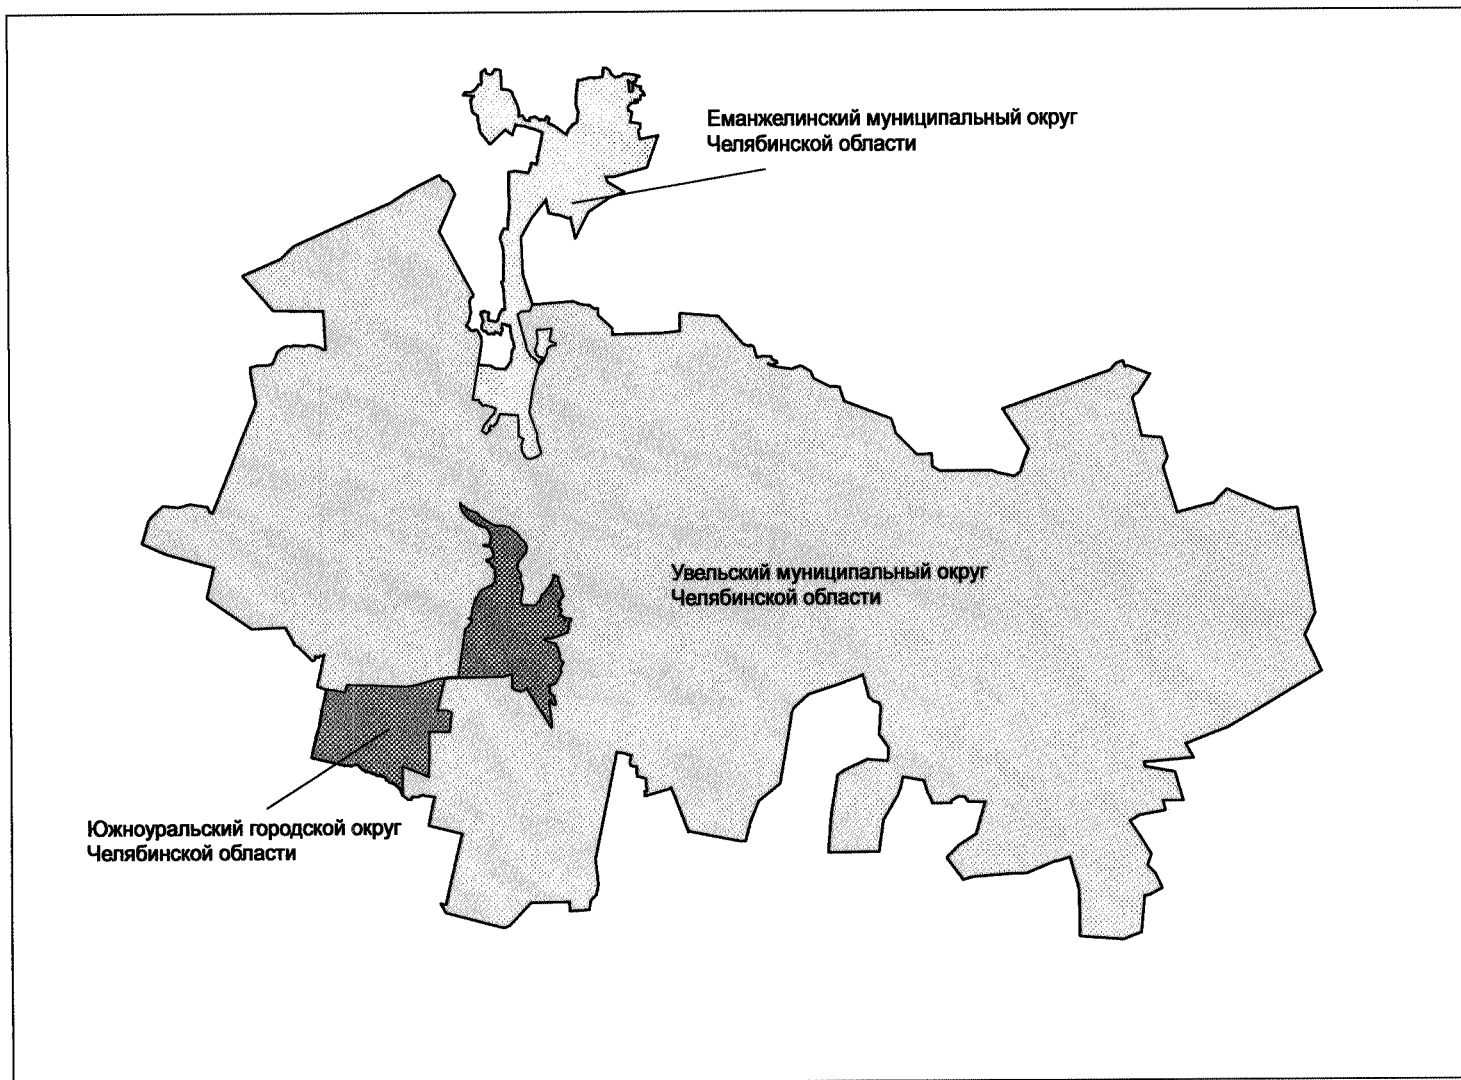 Еманжелинский муниципальный округ
Челябинской области
Увельский муниципальный округ
Челябинской области
Южноуральский городской округ
Челябинской области